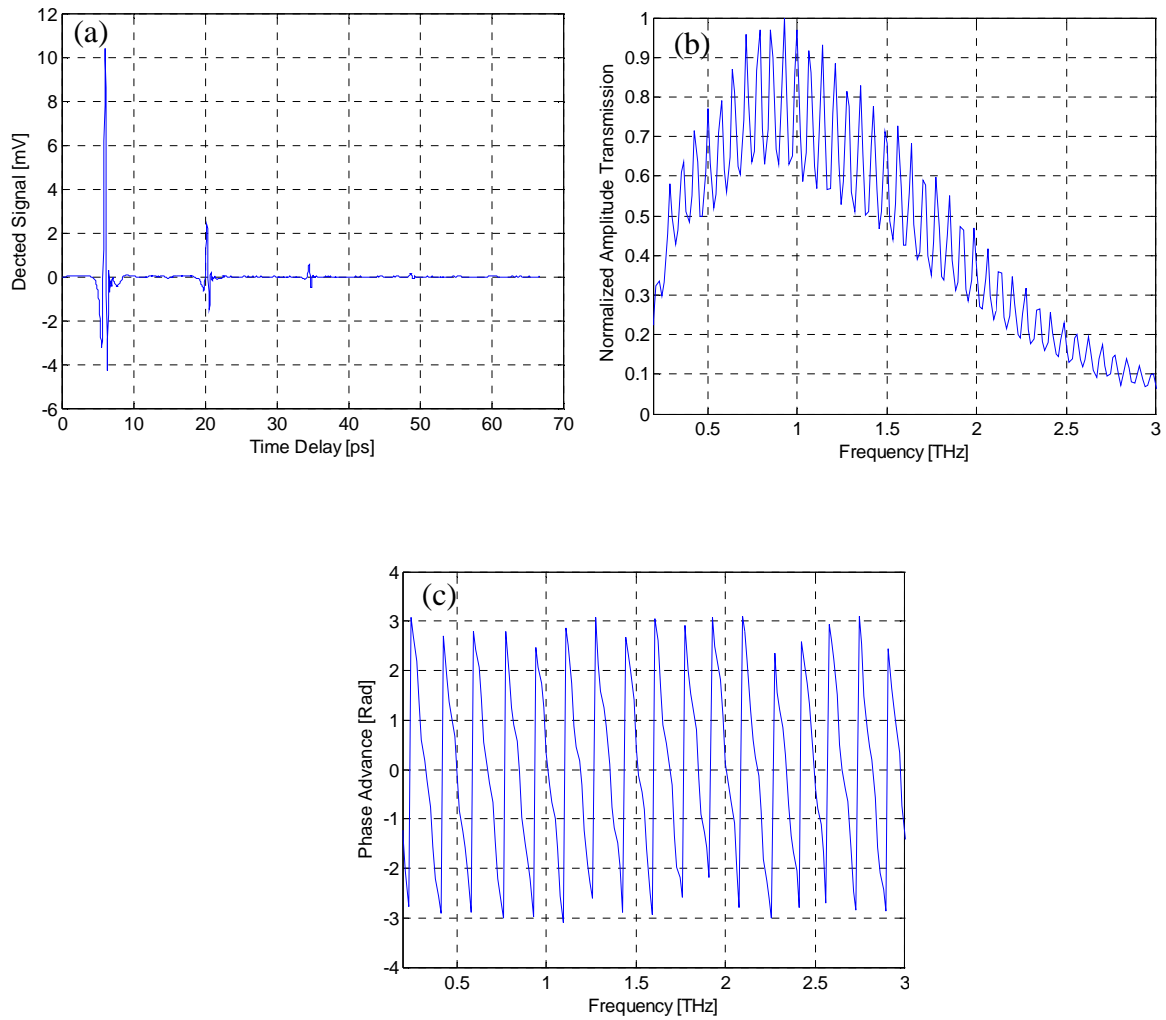 (a)
Dected Signal [mV]
12
10
8
6
4
2
0
-2
-4
-6
0 10 20 30 40 50 60 70
Time Delay [ps]
(b)
Normalized Amplitude Transmission
1
0.9
0.8
0.7
0.6
0.5
0.4
0.3
0.2
0.1
0
0.5 1 1.5 2 2.5 3
Frequency [THz]
(c)
Phase Advance [Rad]
4
3
2
1
0
-1
-2
-3
-4
0.5 1 1.5 2 2.5 3
Frequency [THz]